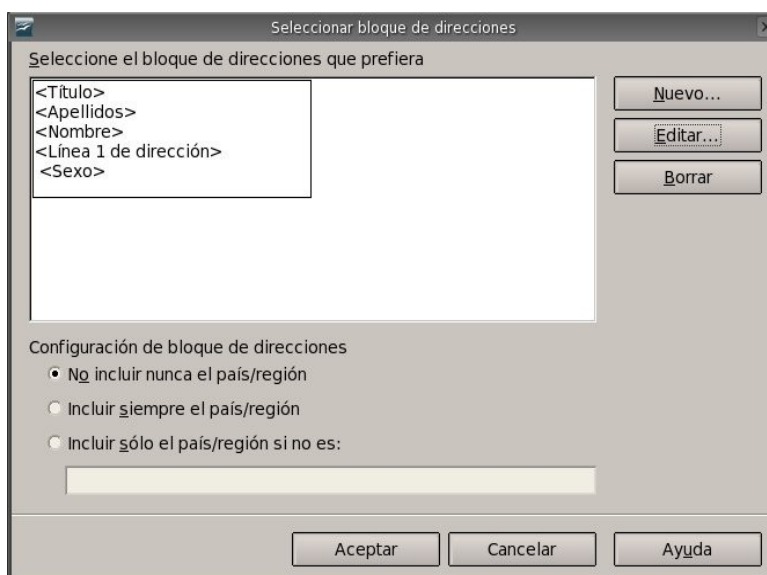 Seleccionar bloque de direcciones
Seleccione el bloque de direcciones que prefiera
<Título>
<Apellidos>
<Nombre>
<Línea 1 de dirección>
<Sexo>
Nuevo...
Editar...
Borrar
Configuración de bloque de direcciones
No incluir nunca el país/región
Incluir siempre el país/región
Incluir sólo el país/región si no es:
Aceptar
Cancelar
Ayuda